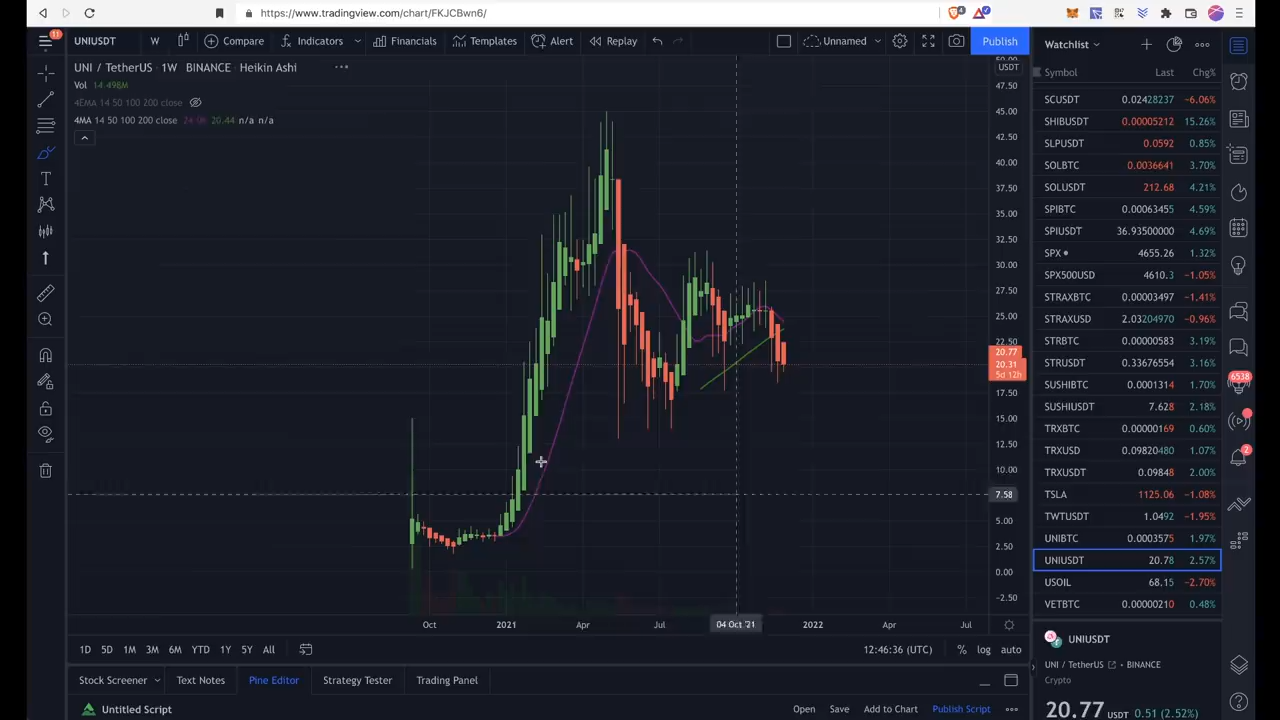 https://www.tradingview.com/chart/FKJCBwn6/
11 UNIUSDT W Compare Indicators Financials Templates Alert Replay Unnamed Publish
Watchlist
UNI / TetherUS · 1W · BINANCE · Heikin Ashi
Vol 14.498M
4EMA 14 50 100 200 close
4MA 14 50 100 200 close 20.44 n/a n/a
USDT
50.00
47.50
45.00
42.50
40.00
37.50
35.00
32.50
30.00
27.50
25.00
22.50
20.77
20.31
5d 12h
17.50
15.00
12.50
10.00
7.58
5.00
2.50
0.00
−2.50
Oct 2021 Apr Jul 04 Oct '21 2022 Apr Jul
1D 5D 1M 3M 6M YTD 1Y 5Y All 12:46:36 (UTC) % log auto
Stock Screener Text Notes Pine Editor Strategy Tester Trading Panel
Untitled Script Open Save Add to Chart Publish Script
Symbol Last Chg%
SCUSDT 0.02428237 −6.06%
SHIBUSDT 0.00005212 15.26%
SLPUSDT 0.0592 0.85%
SOLBTC 0.0036641 3.70%
SOLUSDT 212.68 4.21%
SPIBTC 0.00063455 4.59%
SPIUSDT 36.93500000 4.69%
SPX 4655.26 1.32%
SPX500USD 4610.3 −1.05%
STRAXBTC 0.00003497 −1.41%
STRAXUSD 2.03204970 −0.96%
STRBTC 0.00000583 3.19%
STRUSDT 0.33676554 3.16%
SUSHIBTC 0.0001314 1.70%
SUSHIUSDT 7.628 2.18%
TRXBTC 0.00000169 0.60%
TRXUSD 0.09820480 1.07%
TRXUSDT 0.09848 2.00%
TSLA 1125.06 −1.08%
TWTUSDT 1.0492 −1.95%
UNIBTC 0.0003575 1.97%
UNIUSDT 20.78 2.57%
USOIL 68.15 −2.70%
VETBTC 0.00000210 0.48%
UNIUSDT
UNI / TetherUS • BINANCE
Crypto
20.77 USDT 0.51 (2.52%)
6538
2